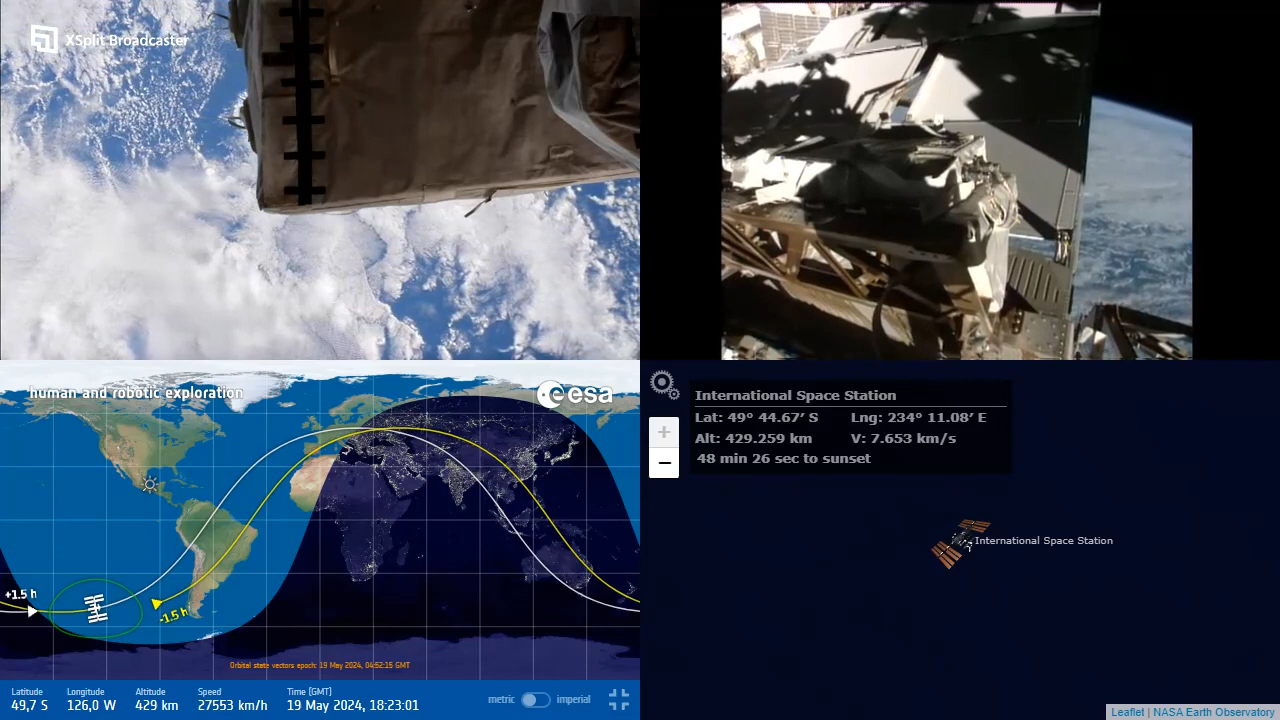 XSplit Broadcaster
human and robotic exploration
esa
+1.5 h
-1.5 h
Orbital state vectors epoch: 19 May 2024, 04:52:15 GMT
Latitude Longitude Altitude Speed Time (GMT)
49,7 S 126,0 W 429 km 27553 km/h 19 May 2024, 18:23:01
metric imperial
International Space Station
Lat: 49° 44.67′ S Lng: 234° 11.08′ E
Alt: 429.259 km V: 7.653 km/s
48 min 26 sec to sunset
+
−
International Space Station
Leaflet | NASA Earth Observatory